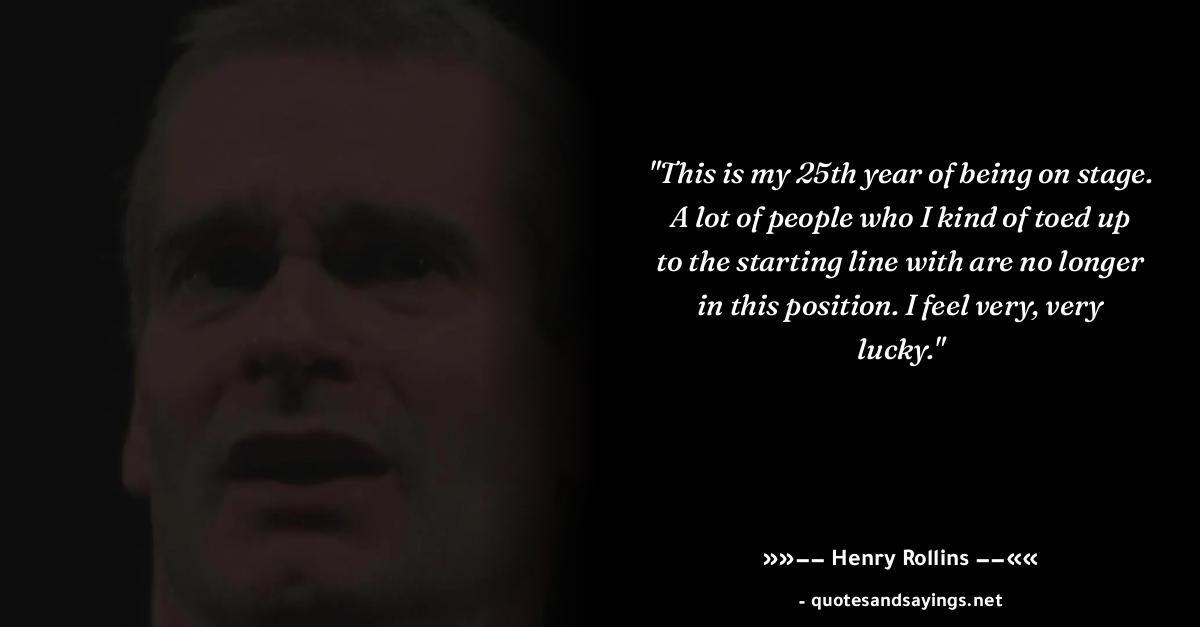 "This is my 25th year of being on stage.
A lot of people who I kind of toed up
to the starting line with are no longer
in this position. I feel very, very
lucky."
»»−− Henry Rollins −−««
- quotesandsayings.net